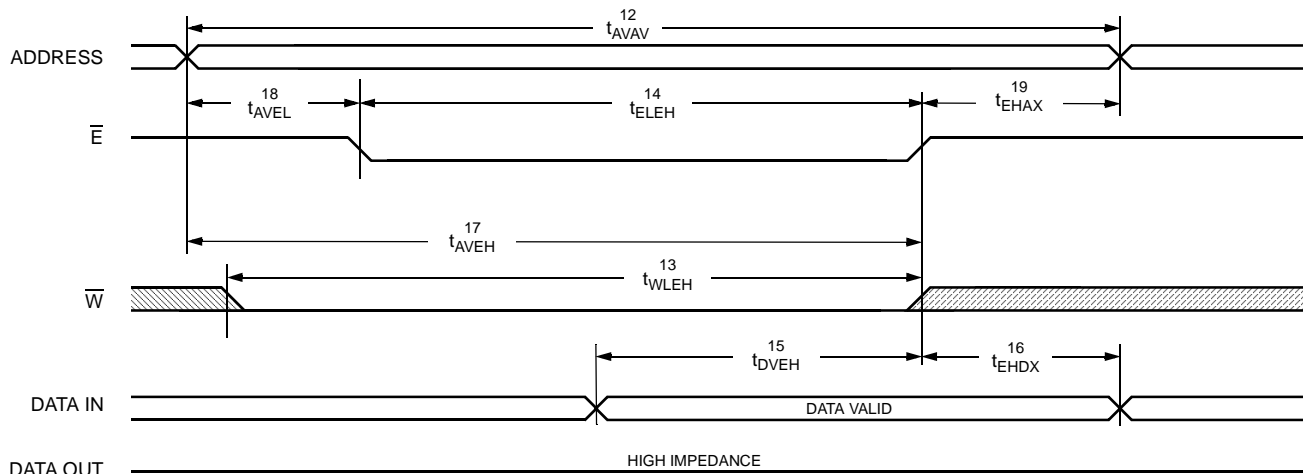 12
tAVAV
ADDRESS
18
tAVEL
14
tELEH
19
tEHAX
E̅
17
tAVEH
13
tWLEH
W̅
15
tDVEH
16
tEHDX
DATA IN
DATA VALID
HIGH IMPEDANCE
DATA OUT